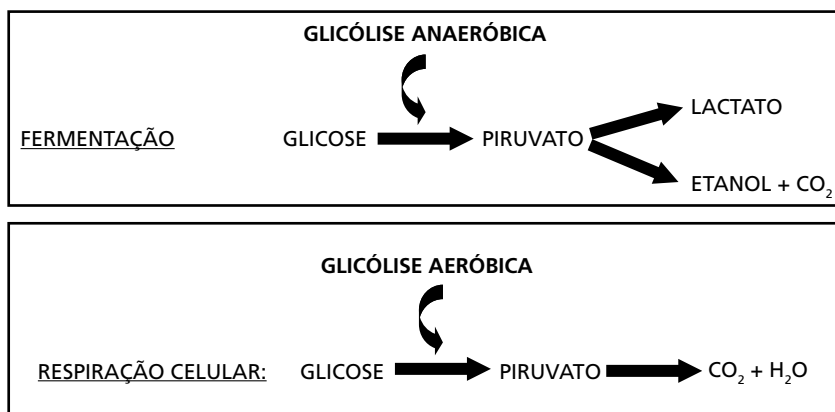 GLICÓLISE ANAERÓBICA
LACTATO
FERMENTAÇÃO GLICOSE PIRUVATO
ETANOL + CO₂
GLICÓLISE AERÓBICA
RESPIRAÇÃO CELULAR: GLICOSE PIRUVATO CO₂ + H₂O